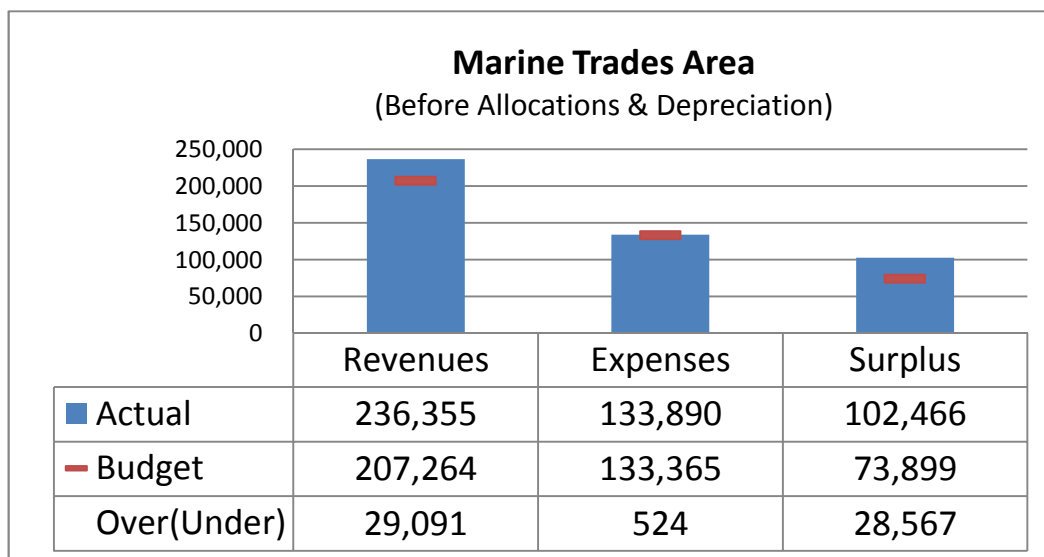 Marine Trades Area
(Before Allocations & Depreciation)
250,000
200,000
150,000
100,000
50,000
0
Revenues Expenses Surplus
Actual 236,355 133,890 102,466
Budget 207,264 133,365 73,899
Over(Under) 29,091 524 28,567